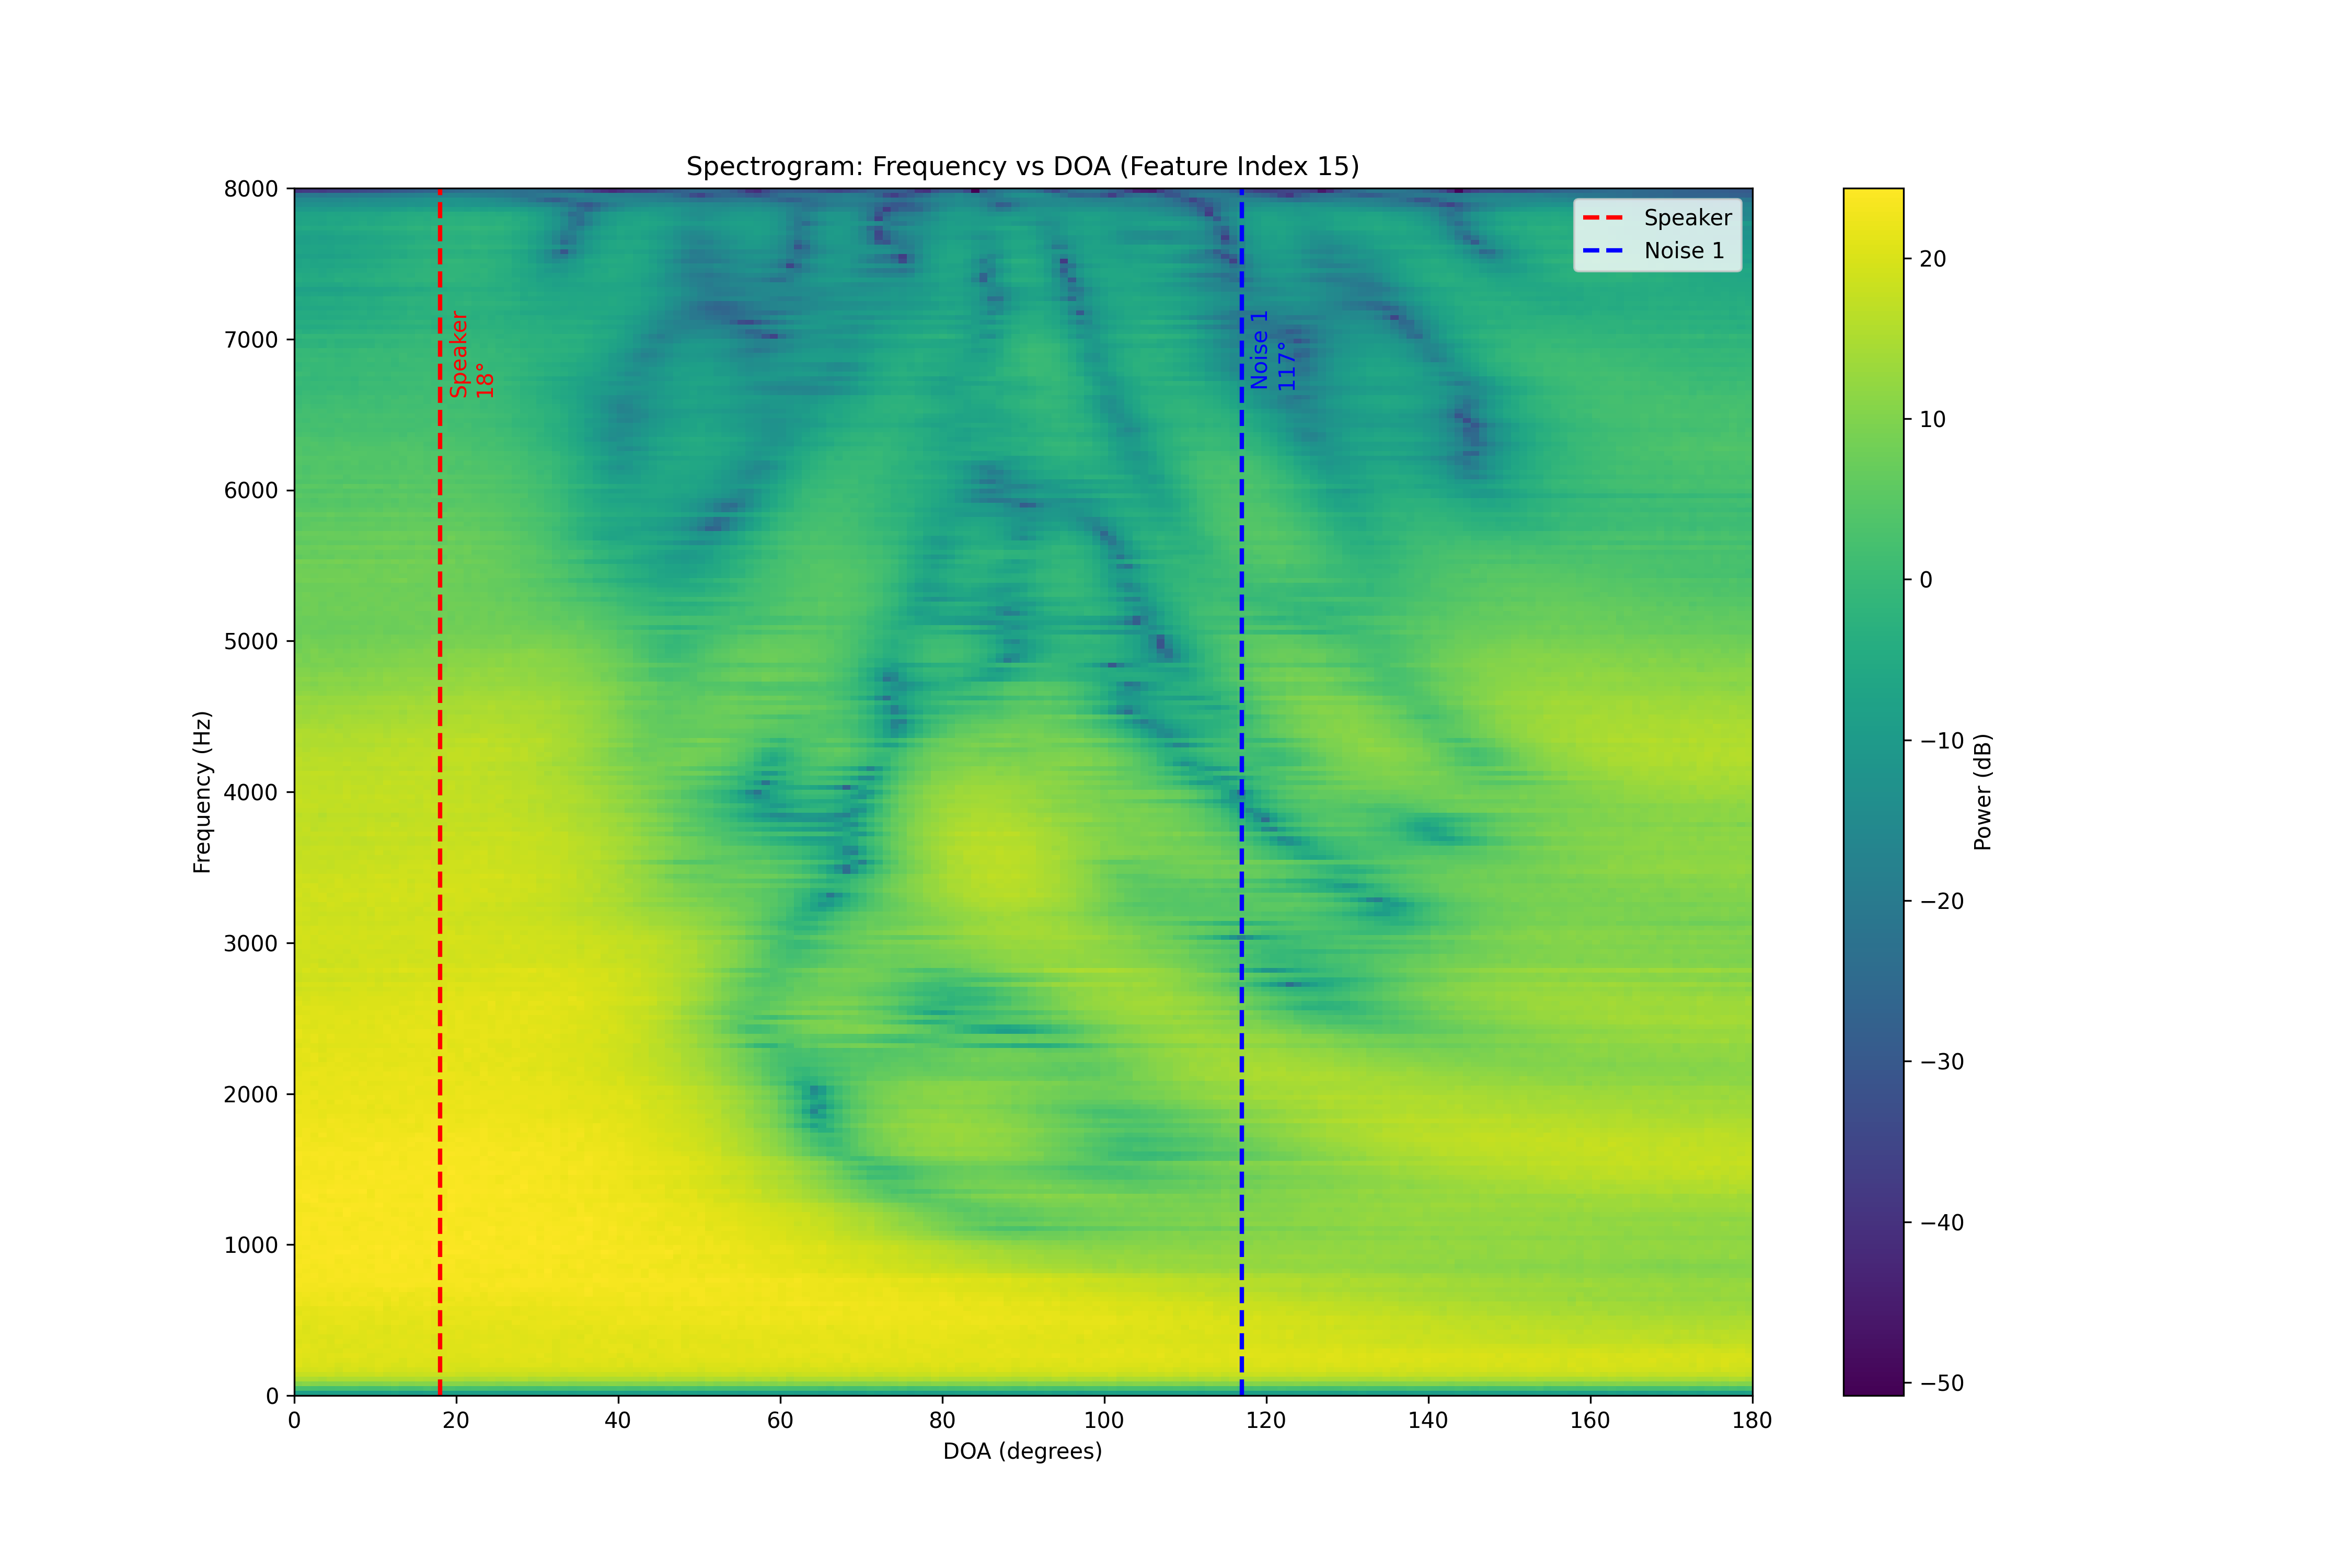 Spectrogram: Frequency vs DOA (Feature Index 15)
Speaker
Noise 1
Speaker
18°
Noise 1
117°
Frequency (Hz)
8000
7000
6000
5000
4000
3000
2000
1000
0
0 20 40 60 80 100 120 140 160 180
DOA (degrees)
20
10
0
−10
−20
−30
−40
−50
Power (dB)